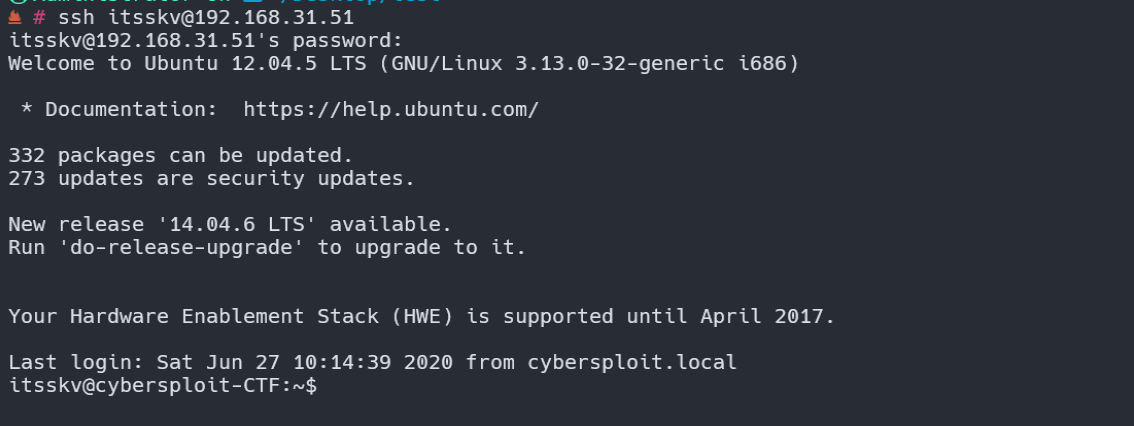 # ssh itsskv@192.168.31.51
itsskv@192.168.31.51's password:
Welcome to Ubuntu 12.04.5 LTS (GNU/Linux 3.13.0-32-generic i686)
* Documentation:  https://help.ubuntu.com/
332 packages can be updated.
273 updates are security updates.
New release '14.04.6 LTS' available.
Run 'do-release-upgrade' to upgrade to it.
Your Hardware Enablement Stack (HWE) is supported until April 2017.
Last login: Sat Jun 27 10:14:39 2020 from cybersploit.local
itsskv@cybersploit-CTF:~$